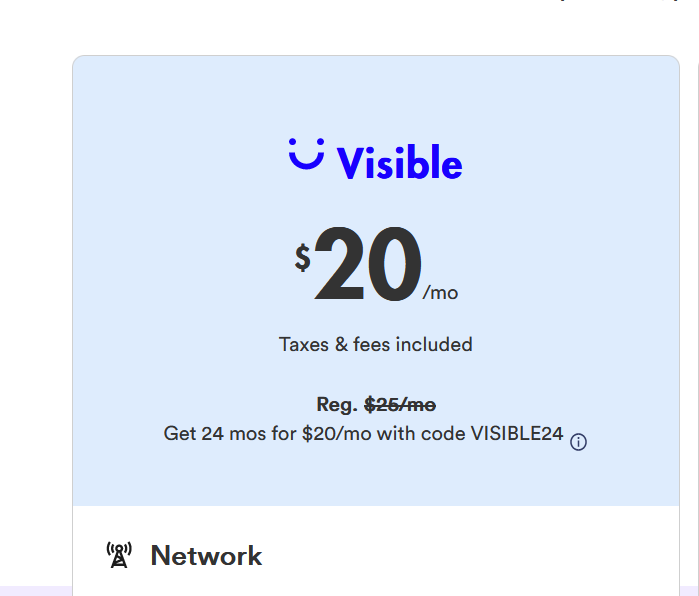 Visible
$20/mo
Taxes & fees included
Reg. $25/mo
Get 24 mos for $20/mo with code VISIBLE24
Network